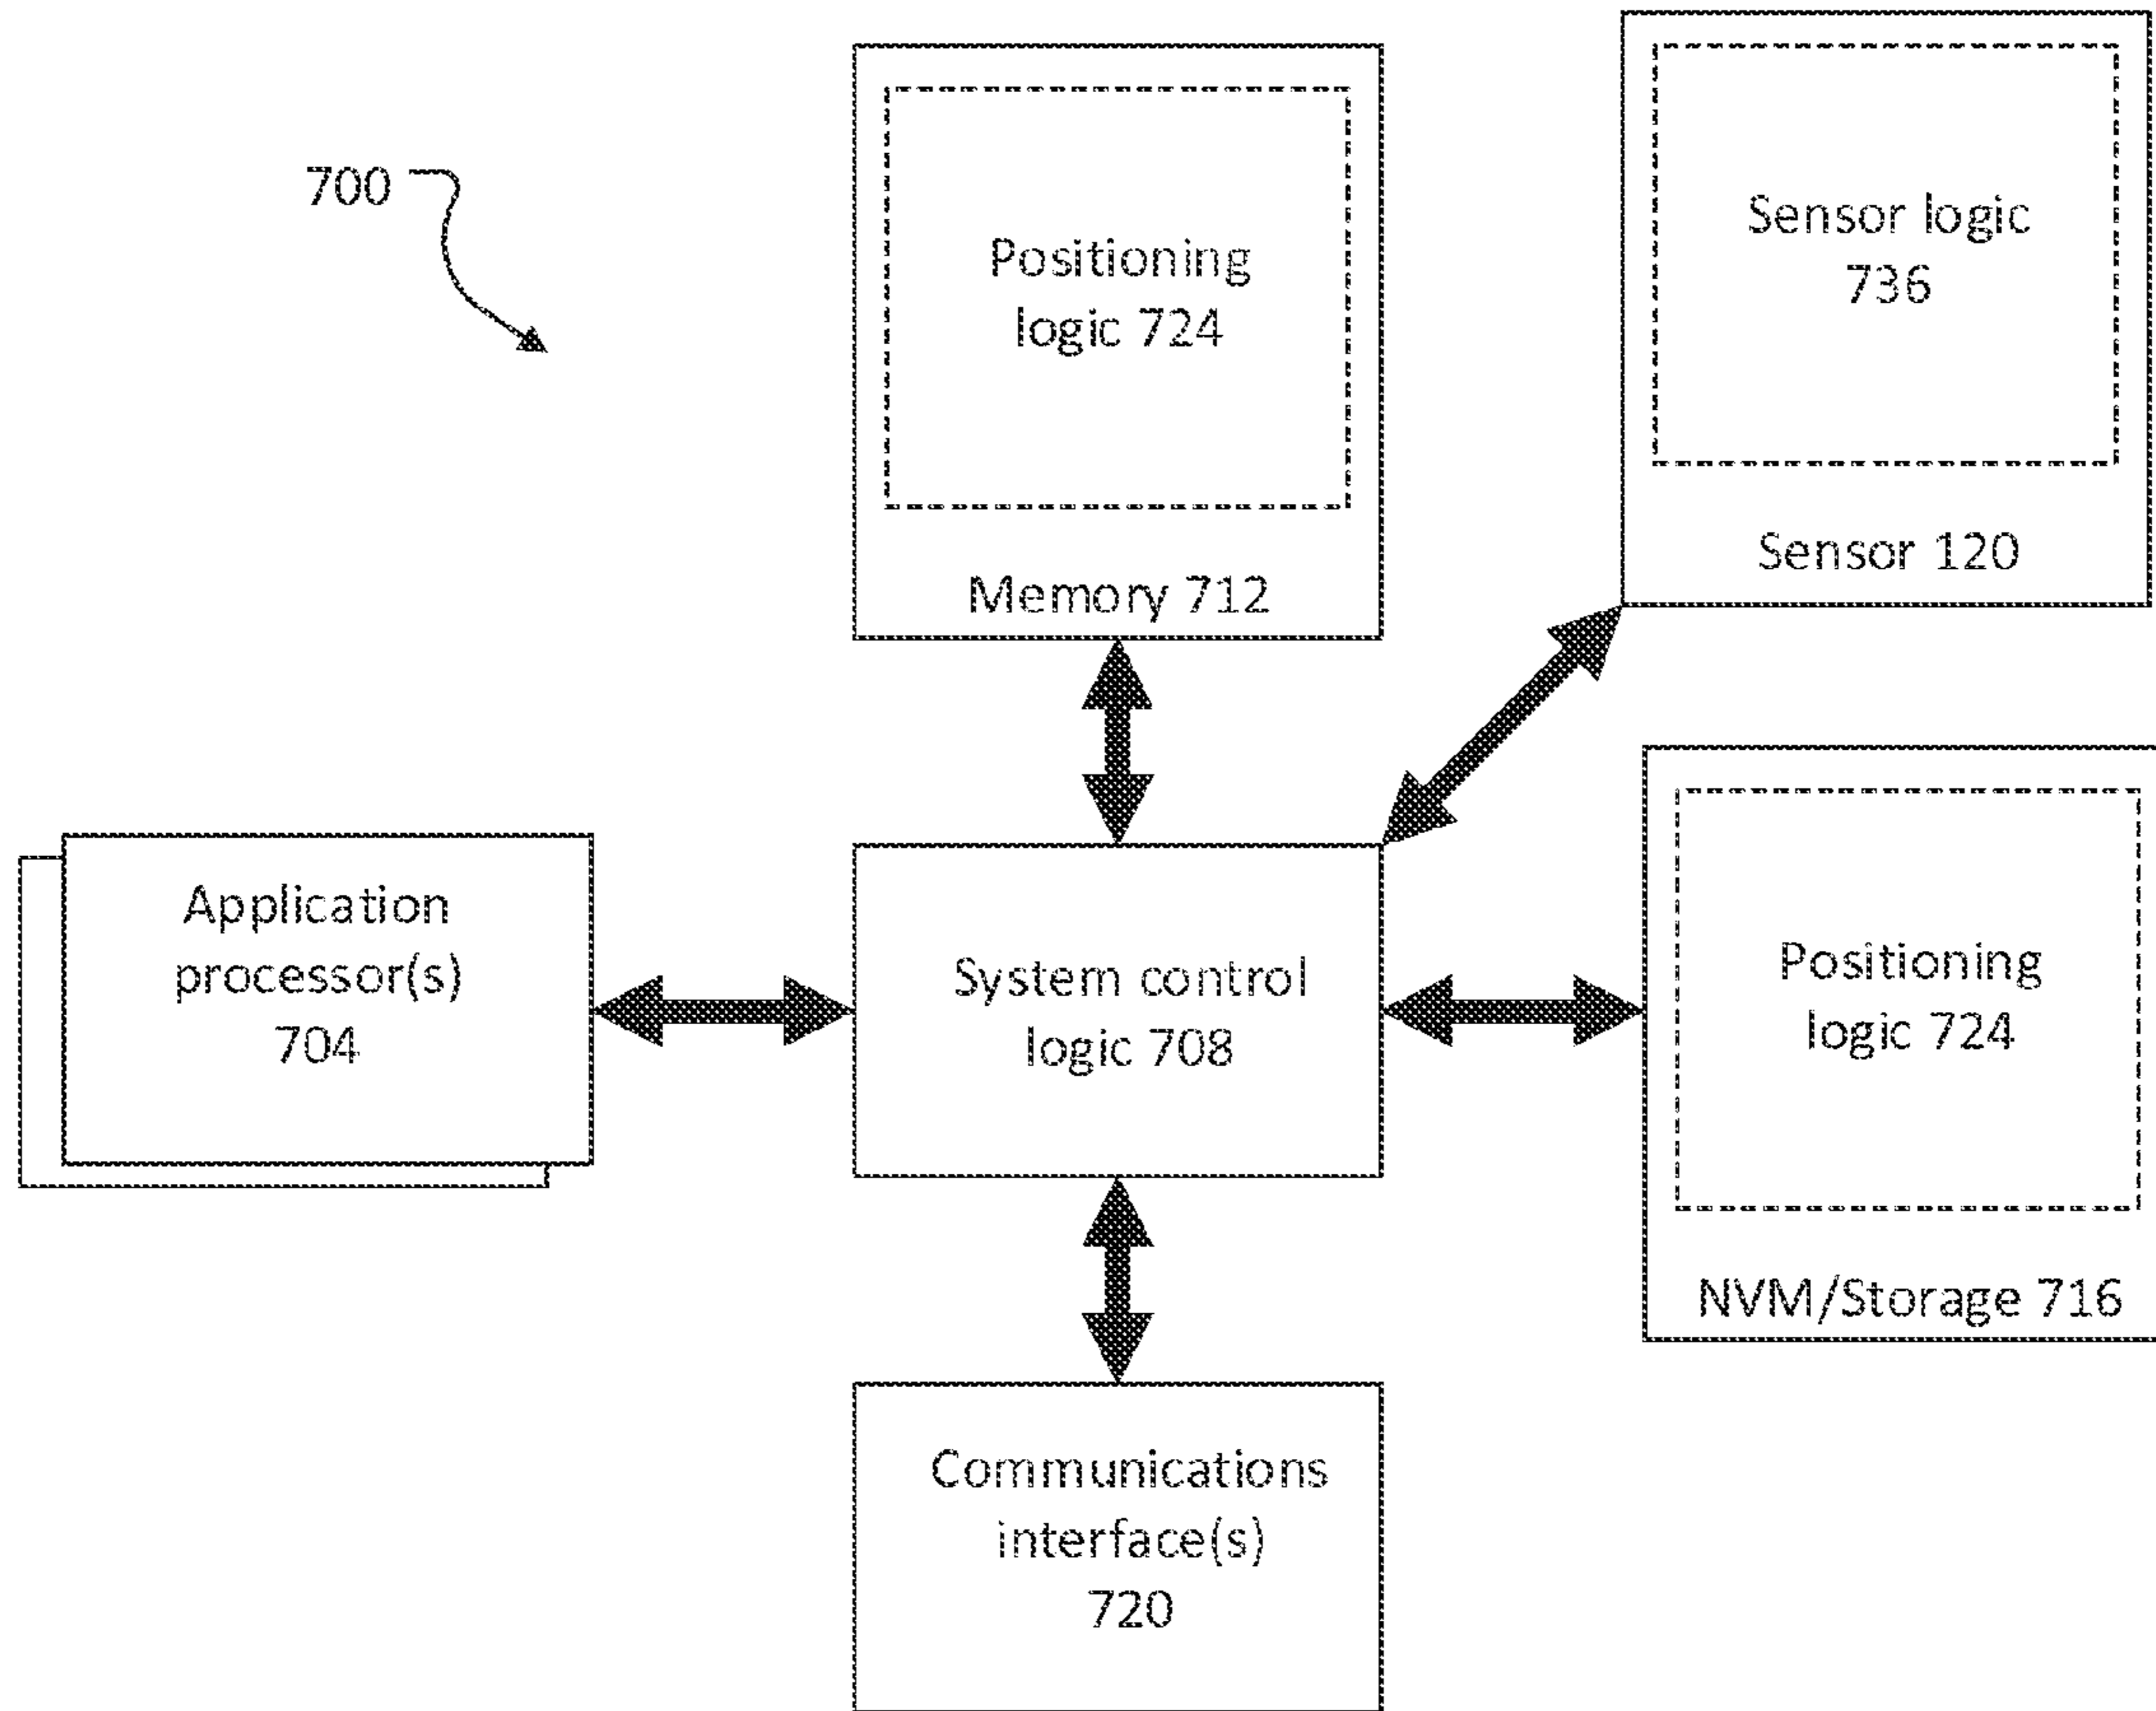 700
Positioning
logic 724
Memory 712
Sensor logic
736
Sensor 120
Application
processor(s)
704
System control
logic 708
Positioning
logic 724
NVM/Storage 716
Communications
interface(s)
720